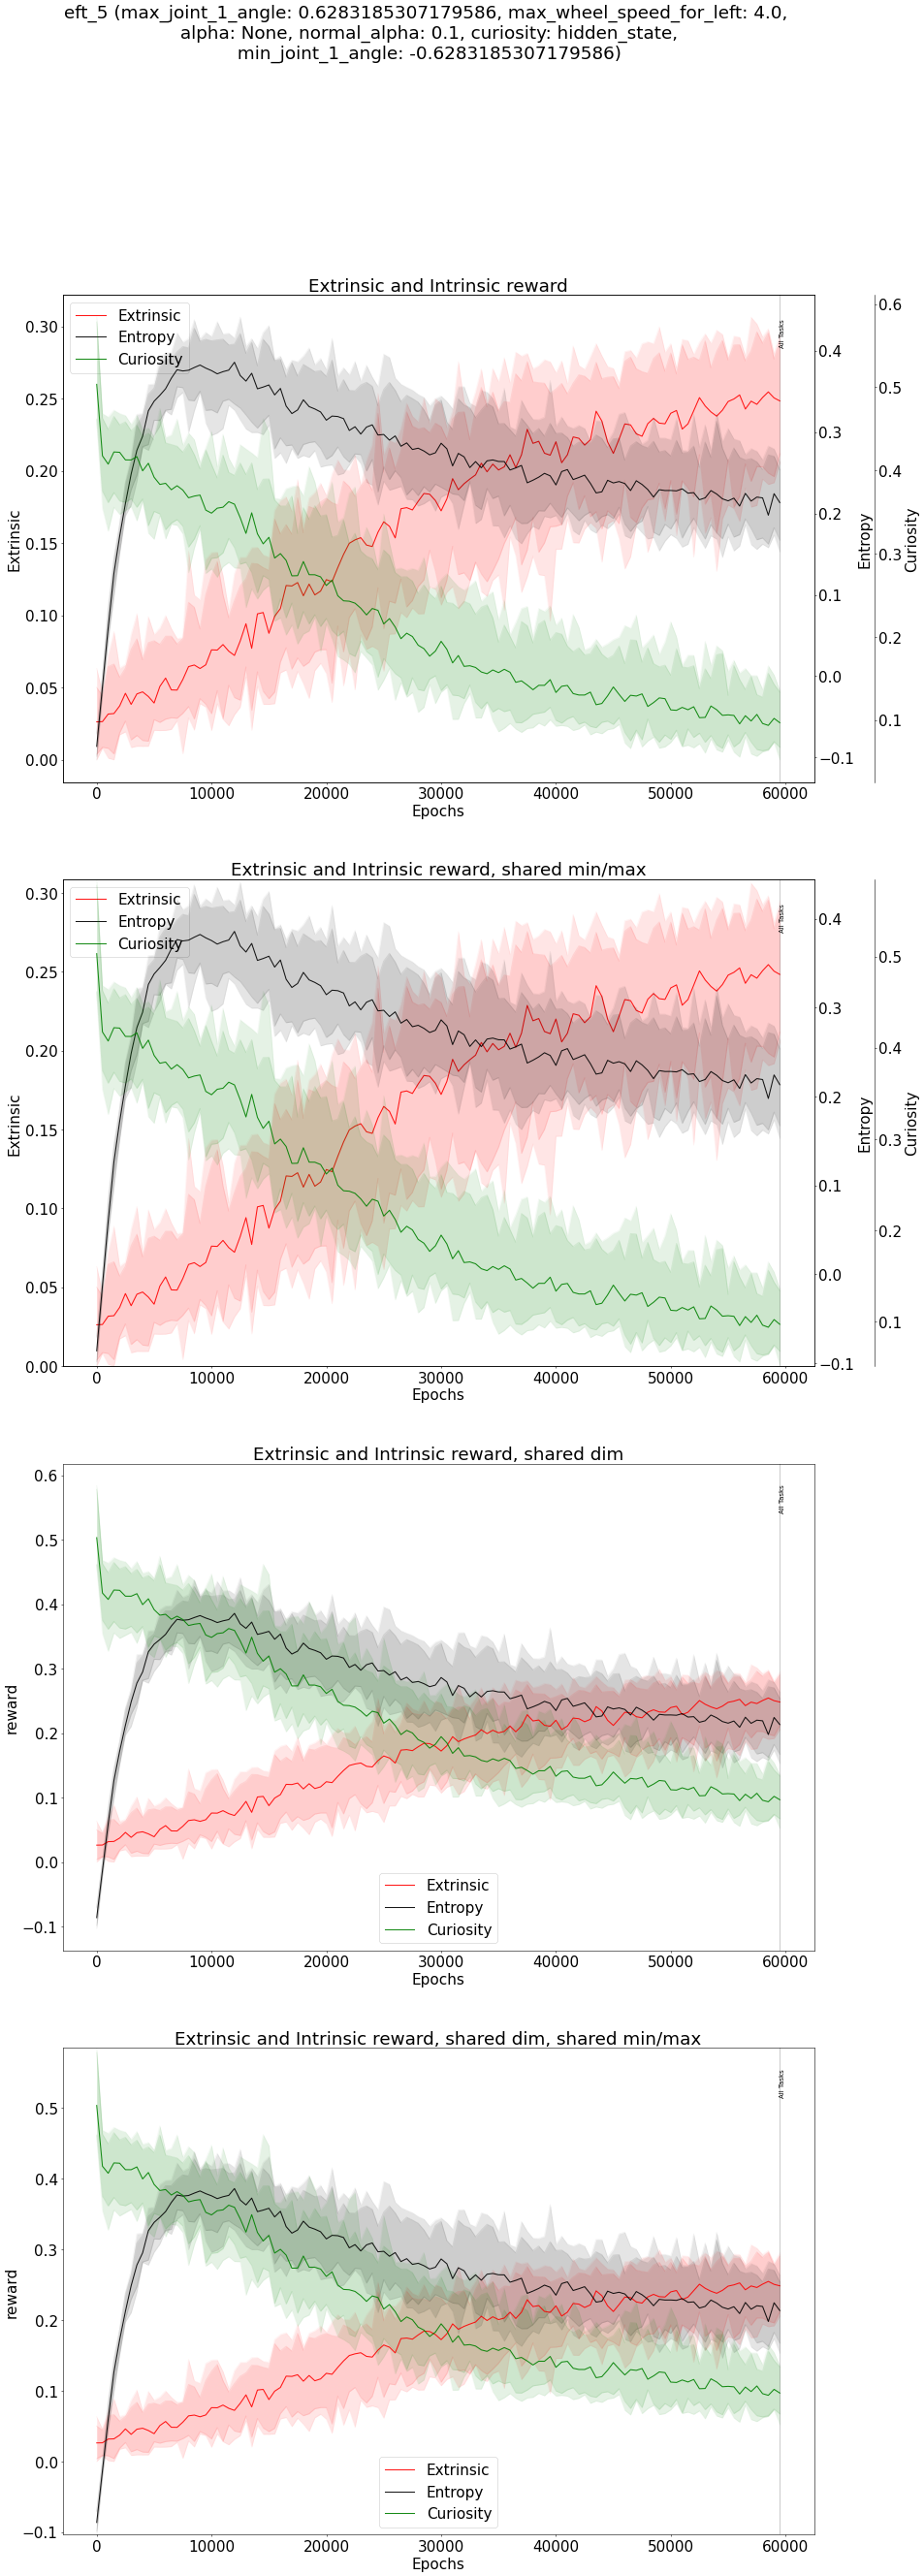 eft_5 (max_joint_1_angle: 0.6283185307179586, max_wheel_speed_for_left: 4.0,
alpha: None, normal_alpha: 0.1, curiosity: hidden_state,
min_joint_1_angle: -0.6283185307179586)
Extrinsic and Intrinsic reward
Extrinsic
Entropy
Curiosity
All Tasks
0.30
0.25
0.20
0.15
0.10
0.05
0.00
Extrinsic
0.4
0.3
0.2
0.1
0.0
−0.1
Entropy
0.6
0.5
0.4
0.3
0.2
0.1
Curiosity
0 10000 20000 30000 40000 50000 60000
Epochs
Extrinsic and Intrinsic reward, shared min/max
Extrinsic
Entropy
Curiosity
All Tasks
0.30
0.25
0.20
0.15
0.10
0.05
0.00
Extrinsic
0.4
0.3
0.2
0.1
0.0
−0.1
Entropy
0.5
0.4
0.3
0.2
0.1
Curiosity
0 10000 20000 30000 40000 50000 60000
Epochs
Extrinsic and Intrinsic reward, shared dim
All Tasks
0.6
0.5
0.4
0.3
0.2
0.1
0.0
−0.1
reward
Extrinsic
Entropy
Curiosity
0 10000 20000 30000 40000 50000 60000
Epochs
Extrinsic and Intrinsic reward, shared dim, shared min/max
All Tasks
0.5
0.4
0.3
0.2
0.1
0.0
−0.1
reward
Extrinsic
Entropy
Curiosity
0 10000 20000 30000 40000 50000 60000
Epochs